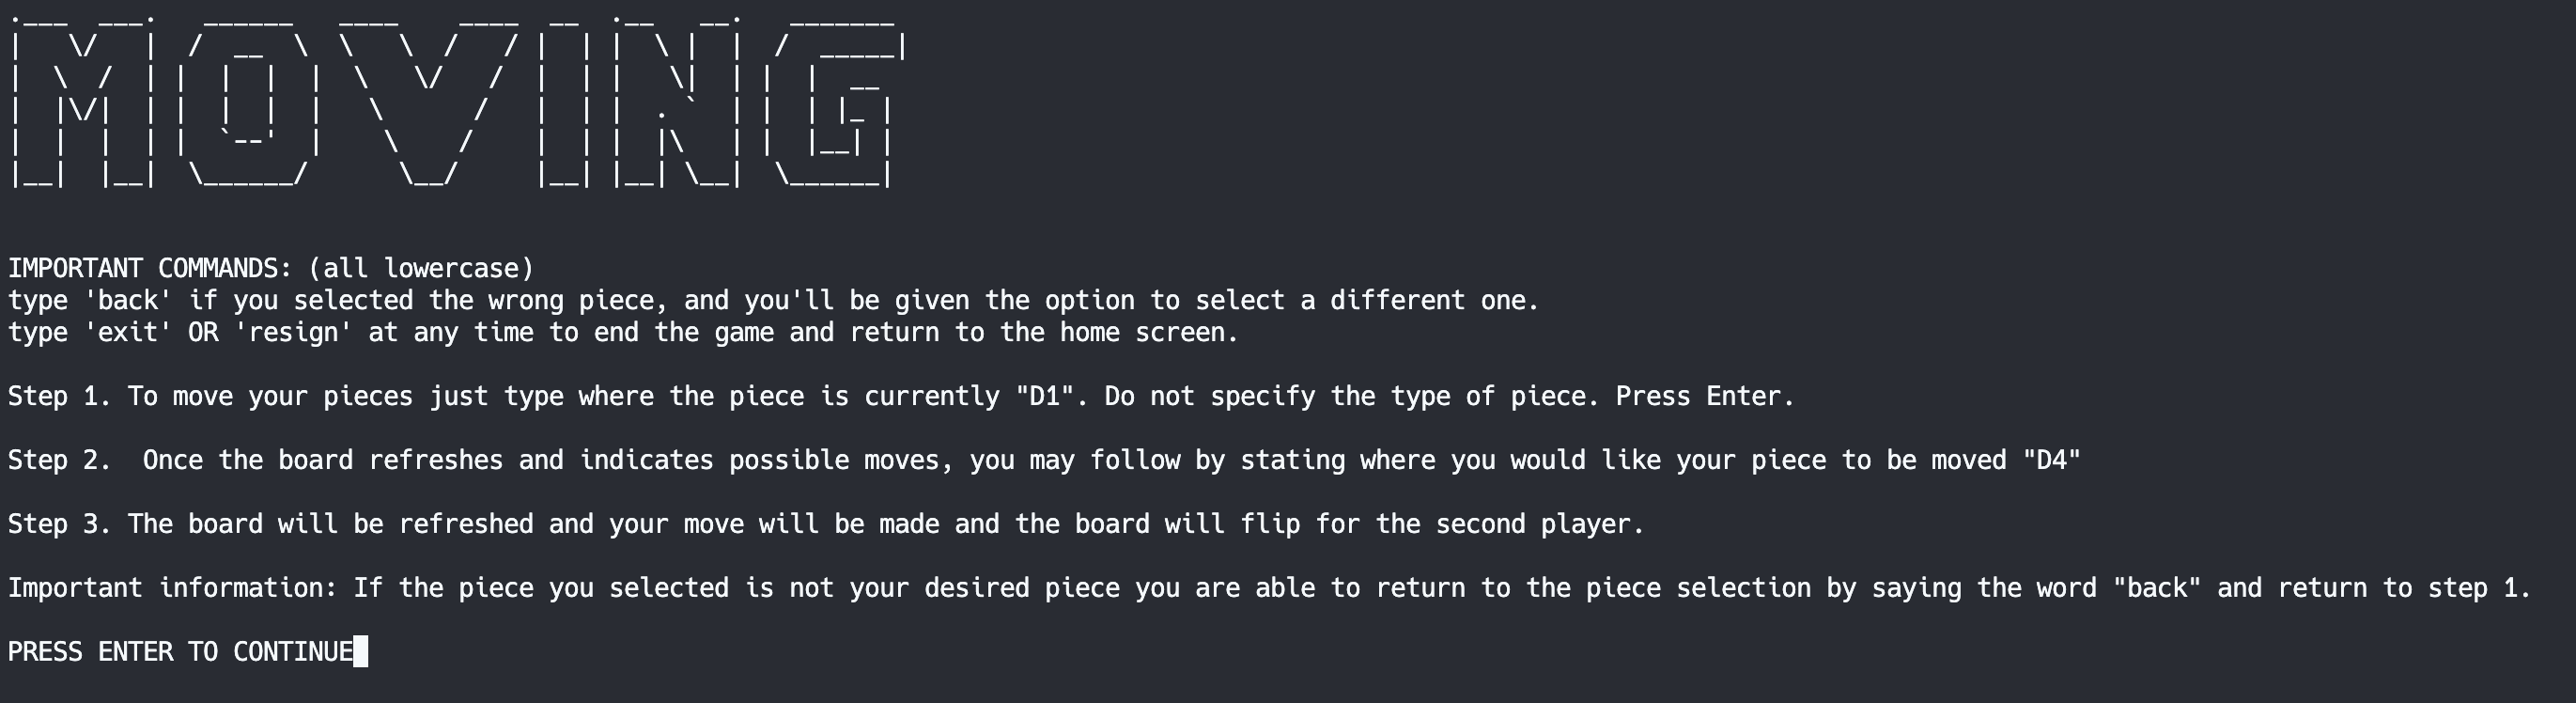 MOVING
IMPORTANT COMMANDS: (all lowercase)
type 'back' if you selected the wrong piece, and you'll be given the option to select a different one.
type 'exit' OR 'resign' at any time to end the game and return to the home screen.
Step 1. To move your pieces just type where the piece is currently "D1". Do not specify the type of piece. Press Enter.
Step 2.  Once the board refreshes and indicates possible moves, you may follow by stating where you would like your piece to be moved "D4"
Step 3. The board will be refreshed and your move will be made and the board will flip for the second player.
Important information: If the piece you selected is not your desired piece you are able to return to the piece selection by saying the word "back" and return to step 1.
PRESS ENTER TO CONTINUE